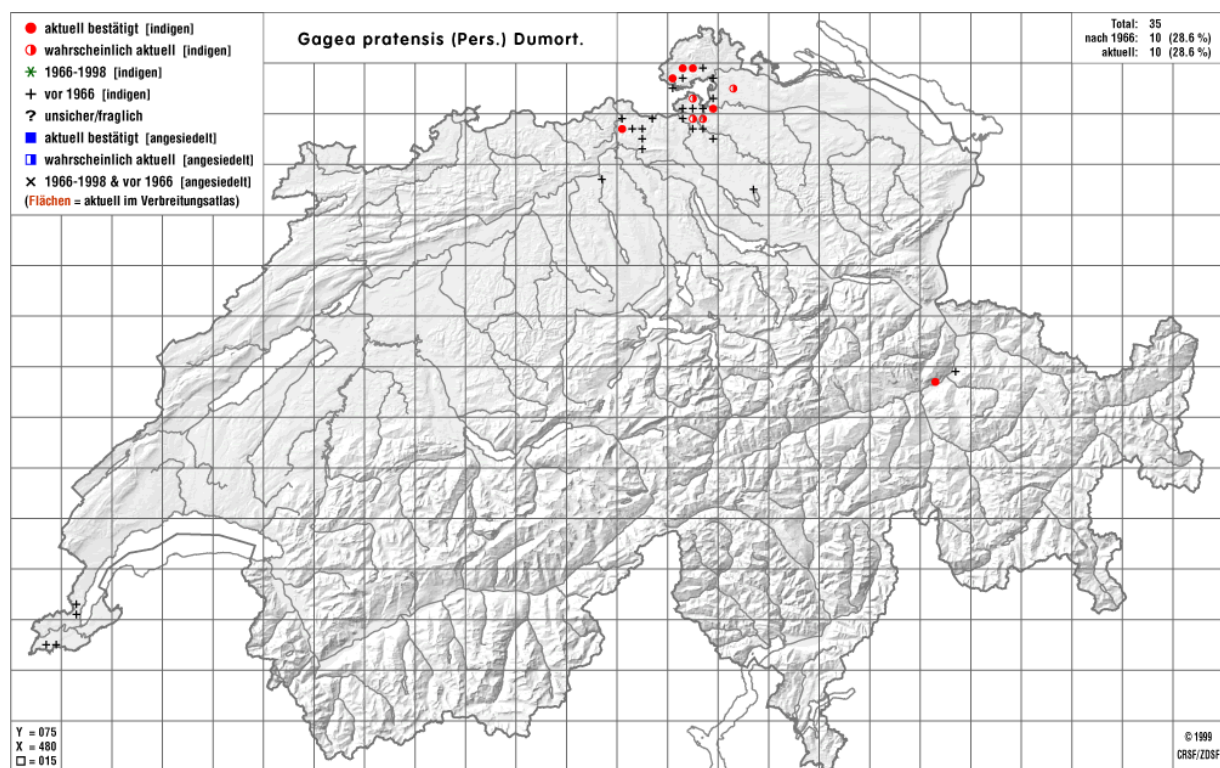 aktuell bestätigt [indigen]
wahrscheinlich aktuell [indigen]
1966-1998 [indigen]
vor 1966 [indigen]
? unsicher/fraglich
aktuell bestätigt [angesiedelt]
wahrscheinlich aktuell [angesiedelt]
1966-1998 & vor 1966 [angesiedelt]
(Flächen = aktuell im Verbreitungsatlas)
Gagea pratensis (Pers.) Dumort.
Total: 35
nach 1966: 10 (28.6 %)
aktuell: 10 (28.6 %)
Y = 075
X = 480
□ = 015
© 1999
CRSF/ZDSF